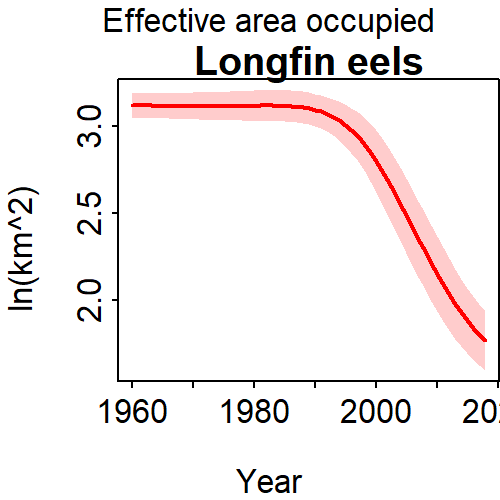 Effective area occupied
Longfin eels
ln(km^2)
3.0
2.5
2.0
1960 1980 2000
Year